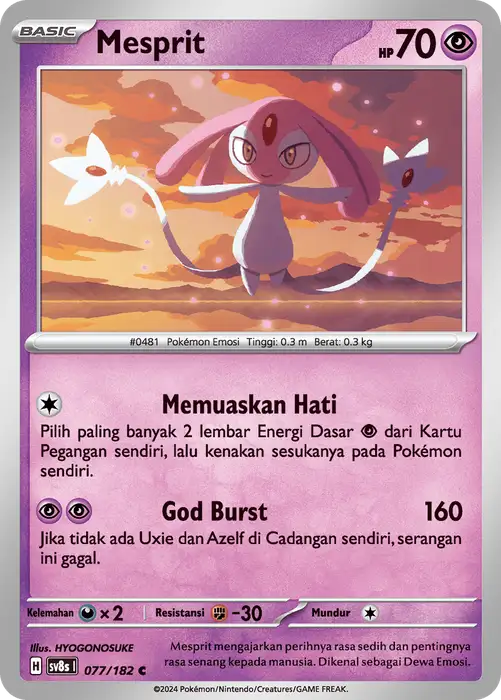 BASIC Mesprit HP 70
#0481 Pokémon Emosi Tinggi: 0.3 m Berat: 0.3 kg
Memuaskan Hati
Pilih paling banyak 2 lembar Energi Dasar dari Kartu
Pegangan sendiri, lalu kenakan sesukanya pada Pokémon
sendiri.
God Burst 160
Jika tidak ada Uxie dan Azelf di Cadangan sendiri, serangan
ini gagal.
Kelemahan ×2 Resistansi -30 Mundur
Illus. HYOGONOSUKE
H sv8s I 077/182 C
Mesprit mengajarkan perihnya rasa sedih dan pentingnya
rasa senang kepada manusia. Dikenal sebagai Dewa Emosi.
©2024 Pokémon/Nintendo/Creatures/GAME FREAK.